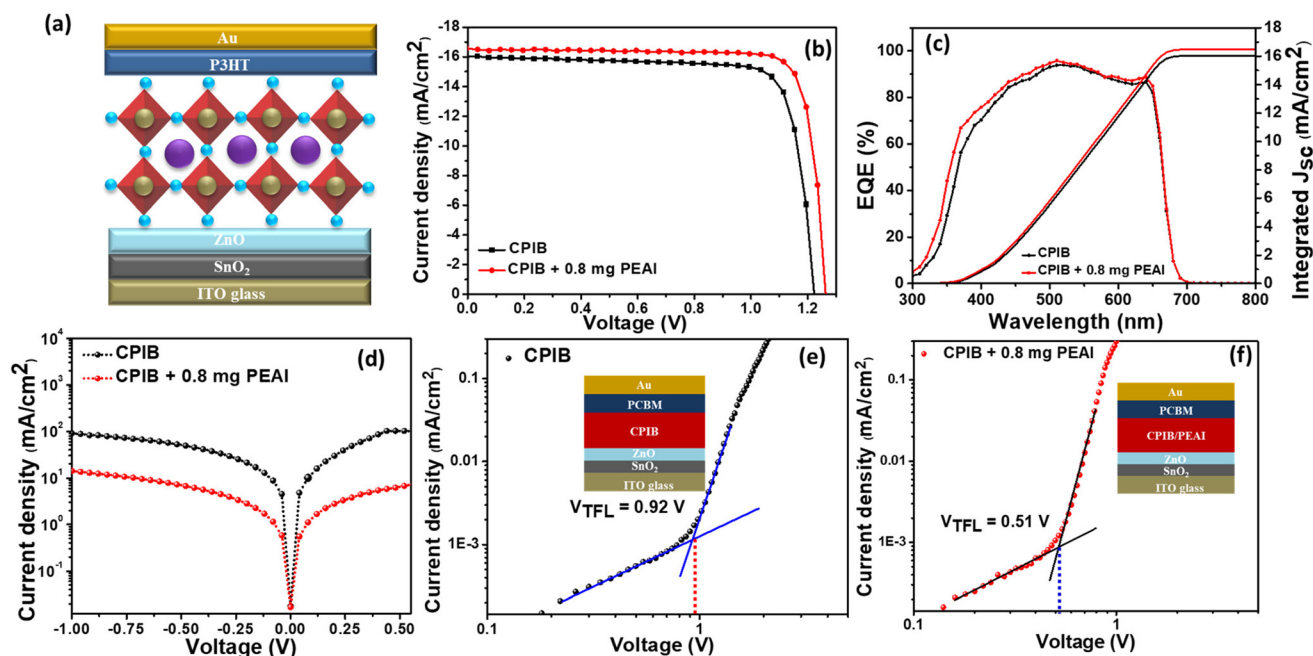 (a)
Au
P3HT
ZnO
SnO2
ITO glass
(b)
Current density (mA/cm2)
-18
-16
-14
-12
-10
-8
-6
-4
-2
0
CPIB
CPIB + 0.8 mg PEAI
0.0 0.2 0.4 0.6 0.8 1.0 1.2
Voltage (V)
(c)
EQE (%)
100
80
60
40
20
0
Integrated JSC (mA/cm2)
18
16
14
12
10
8
6
4
2
0
CPIB
CPIB + 0.8 mg PEAI
300 400 500 600 700 800
Wavelength (nm)
(d)
Current density (mA/cm2)
10^4
10^3
10^2
10^1
10^0
10^-1
CPIB
CPIB + 0.8 mg PEAI
-1.00 -0.75 -0.50 -0.25 0.00 0.25 0.50
Voltage (V)
(e)
Current density (mA/cm2)
0.1
0.01
1E-3
CPIB
Au
PCBM
CPIB
ZnO
SnO2
ITO glass
VTFL = 0.92 V
0.1 1
Voltage (V)
(f)
Current density (mA/cm2)
0.1
0.01
1E-3
CPIB + 0.8 mg PEAI
Au
PCBM
CPIB/PEAI
ZnO
SnO2
ITO glass
VTFL = 0.51 V
0.1 1
Voltage (V)